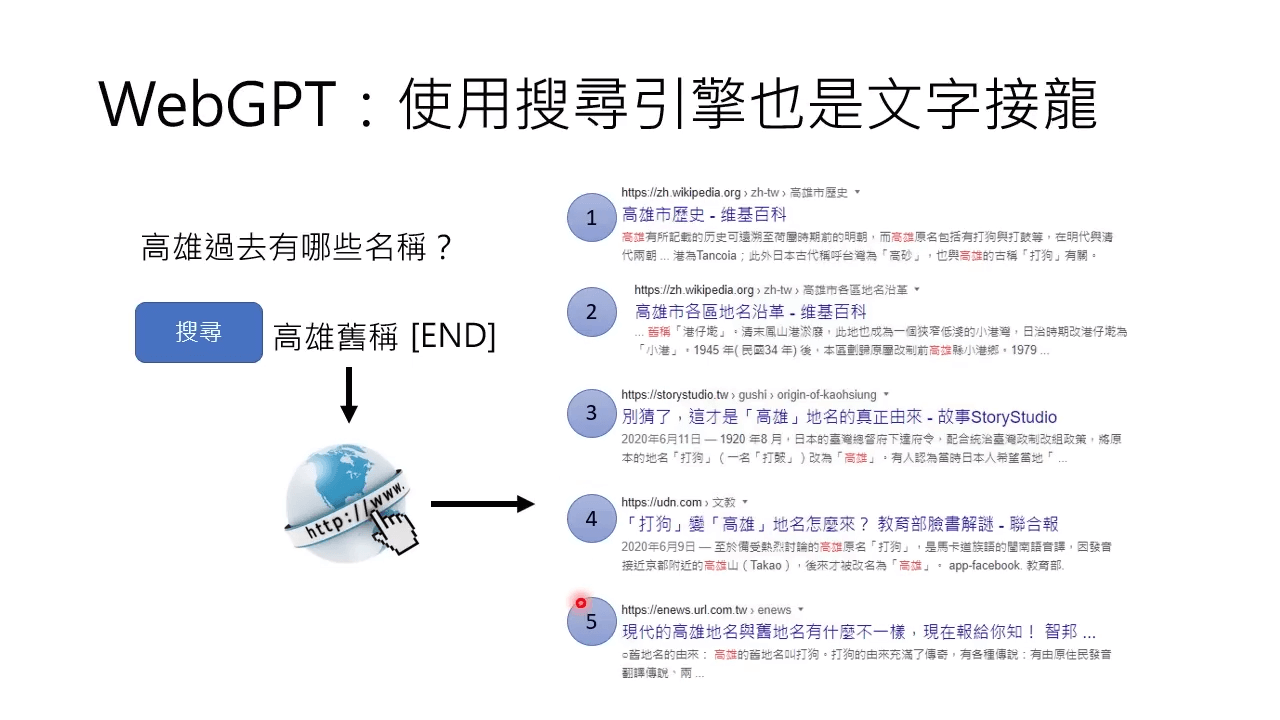 WebGPT：使用搜尋引擎也是文字接龍
高雄過去有哪些名稱？
搜尋
高雄舊稱 [END]
http://www.
1
https://zh.wikipedia.org › zh-tw › 高雄市歷史
高雄市歷史 - 维基百科
高雄有所記載的历史可遠溯至荷屬時期前的明朝，而高雄原名包括有打狗與打鼓等，在明代與清
代兩朝 ... 港為Tancoia；此外日本古代稱呼台灣為「高砂」，也與高雄的古稱「打狗」有關。
2
https://zh.wikipedia.org › zh-tw › 高雄市各區地名沿革
高雄市各區地名沿革 - 维基百科
... 舊稱「港仔墘」。清末鳳山港淤廢，此地也成為一個狹窄低淺的小港灣，日治時期改港仔墘為
「小港」。1945 年( 民國34 年) 後，本區劃歸原屬改制前高雄縣小港鄉。1979 ...
3
https://storystudio.tw › gushi › origin-of-kaohsiung
別猜了，這才是「高雄」地名的真正由來 - 故事StoryStudio
2020年6月11日 — 1920 年8 月，日本的臺灣總督府下達府令，配合統治臺灣政制改組政策，將原
本的地名「打狗」（一名「打鼓」）改為「高雄」。有人認為當時日本人希望當地「 ...
4
https://udn.com › 文教
「打狗」變「高雄」地名怎麼來？ 教育部臉書解謎 - 聯合報
2020年6月9日 — 至於備受熱烈討論的高雄原名「打狗」，是馬卡道族語的閩南語音譯，因發音
接近京都附近的高雄山（Takao），後來才被改名為「高雄」。 app-facebook. 教育部.
5
https://enews.url.com.tw › enews
現代的高雄地名與舊地名有什麼不一樣，現在報給你知！ 智邦 ...
○舊地名的由來： 高雄的舊地名叫打狗。打狗的由來充滿了傳奇，有各種傳說：有由原住民發音
翻譯傳說、兩 ...